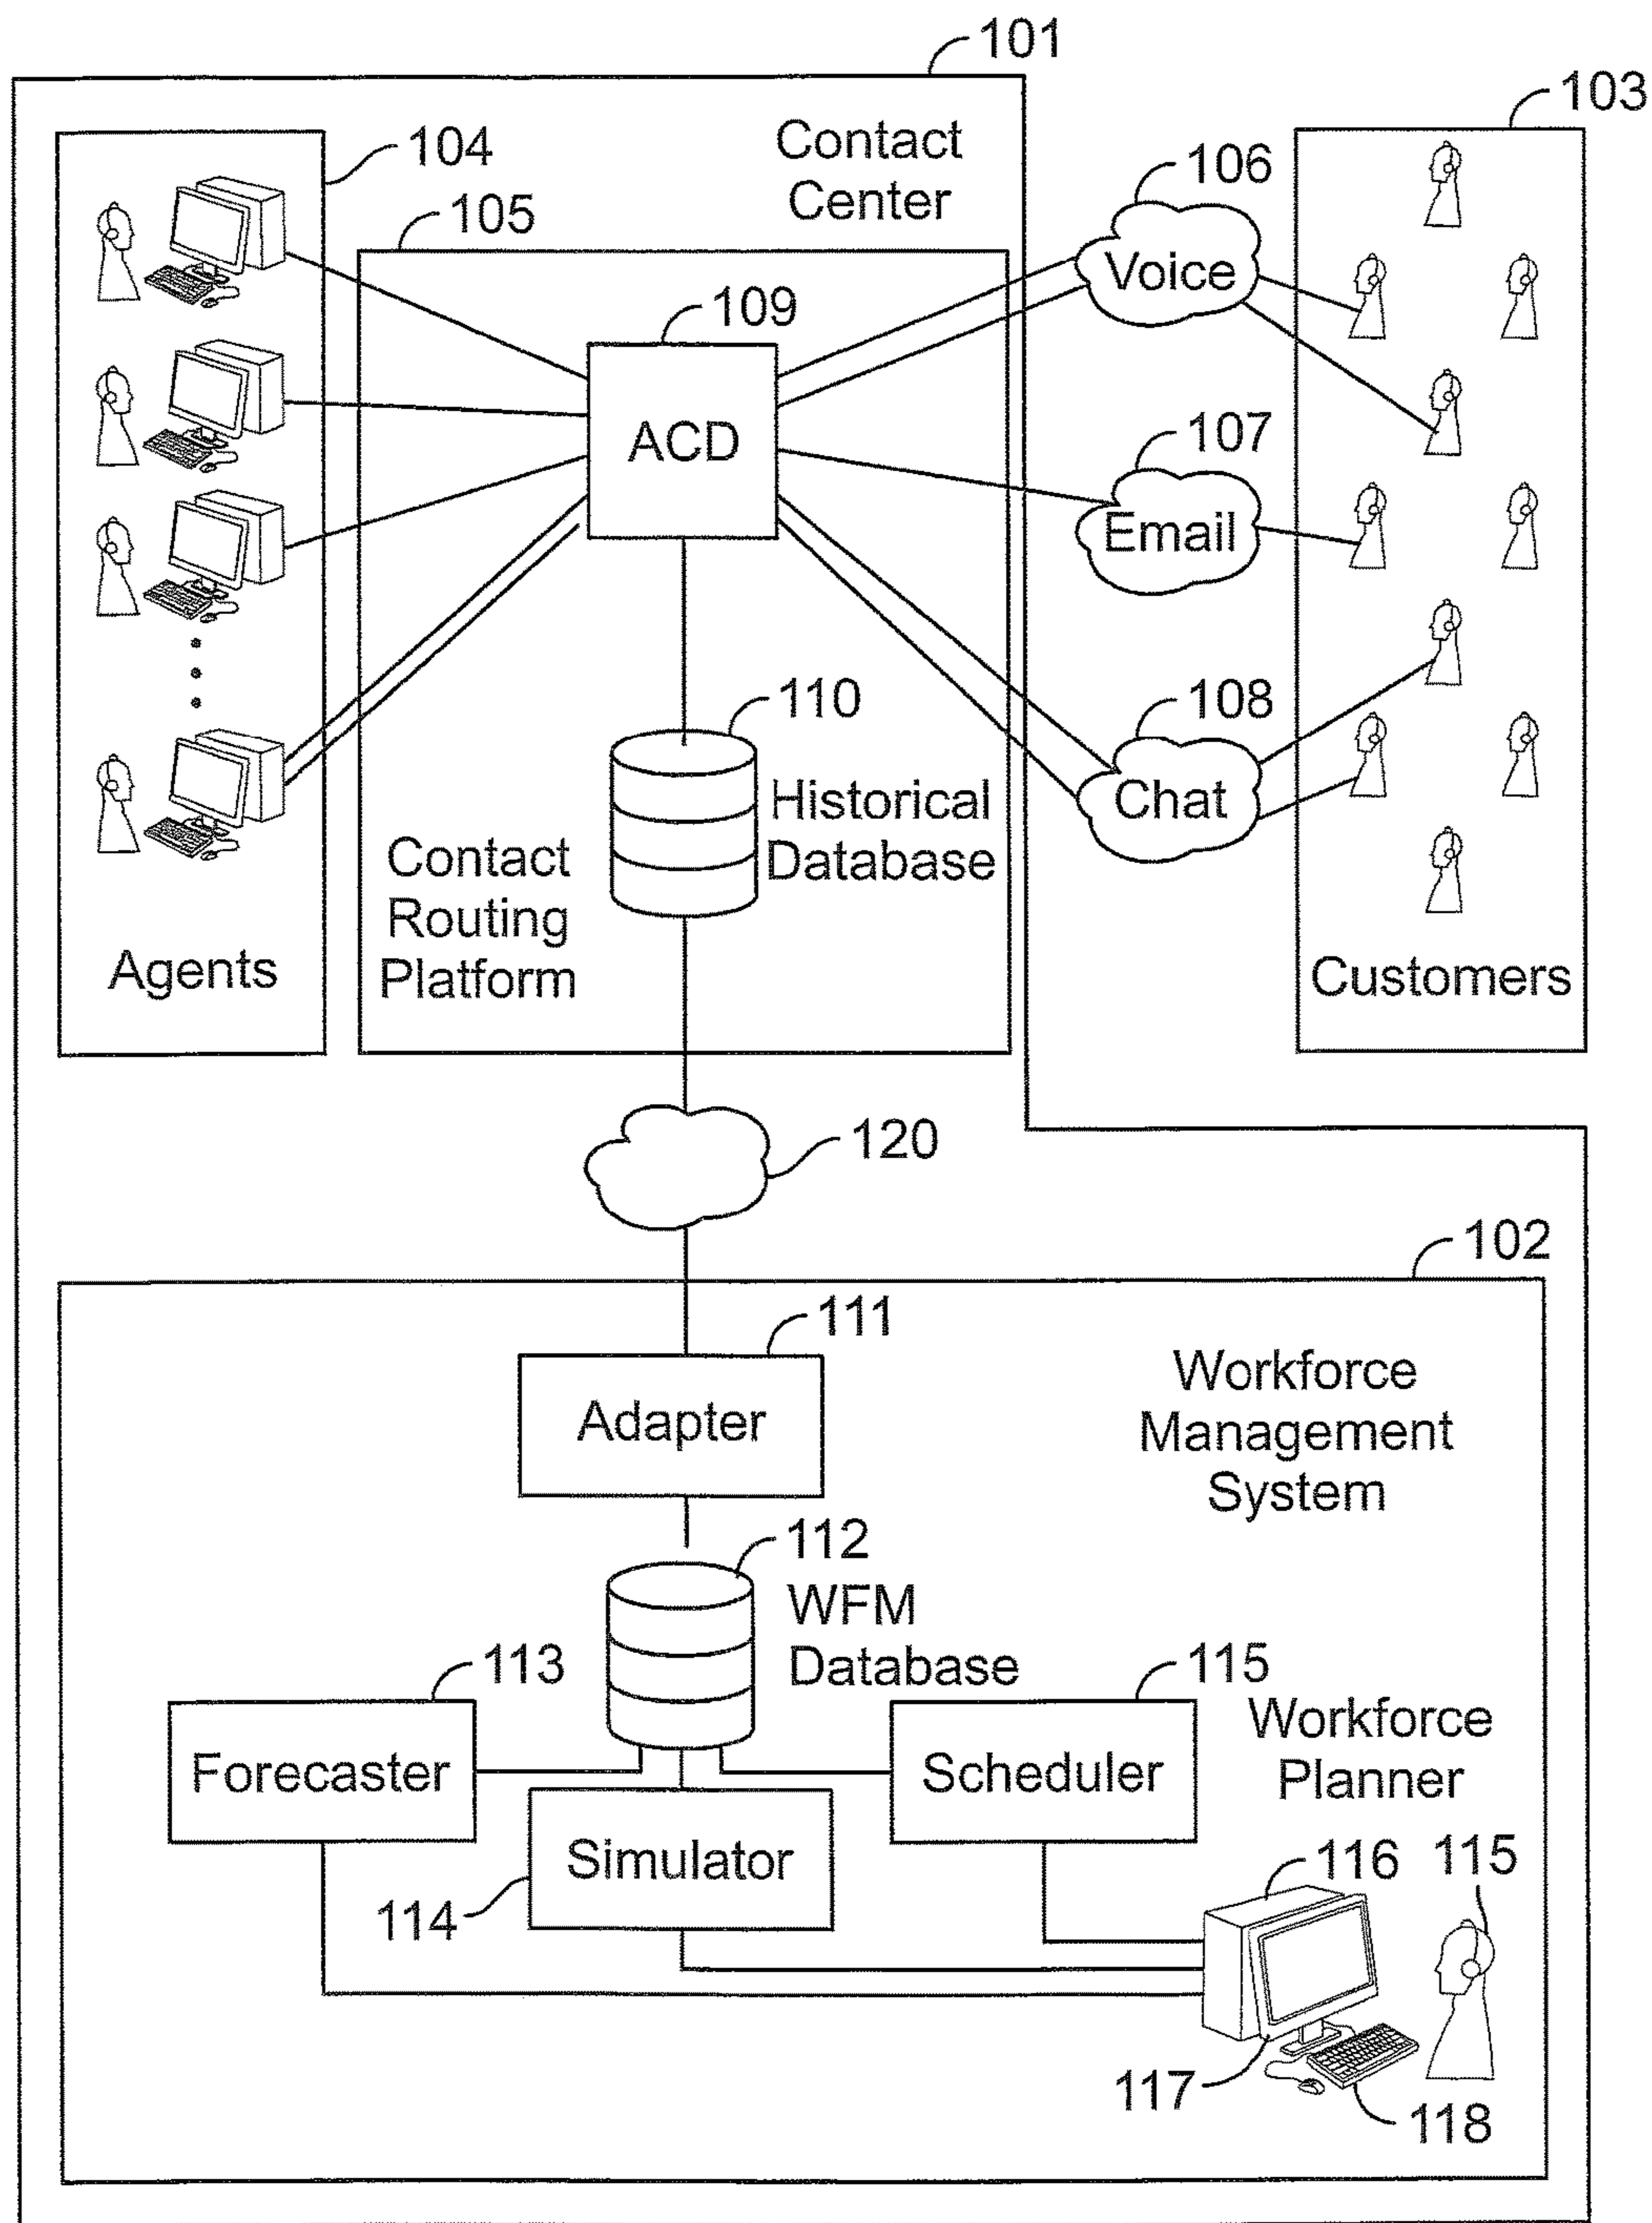 101
103
104
Contact
Center
106
105
Voice
109
ACD
107
Email
110
108
Historical
Database
Chat
Contact
Routing
Platform
Agents
Customers
120
102
111
Adapter
Workforce
Management
System
112
WFM
Database
113
115
Forecaster
Scheduler
Workforce
Planner
Simulator
114
116
115
117
118